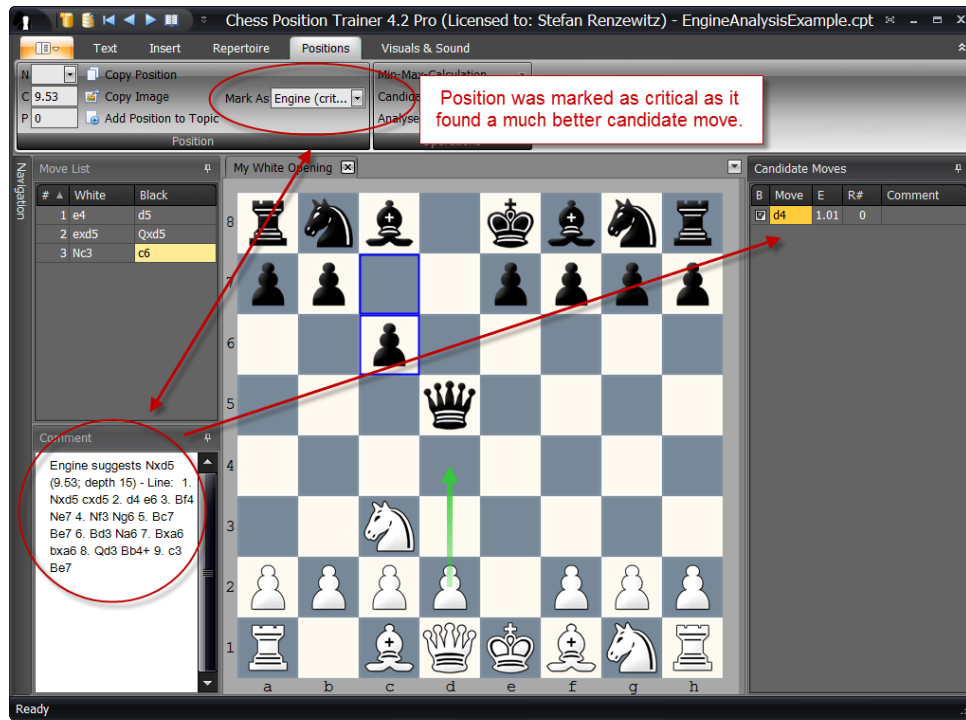 Chess Position Trainer 4.2 Pro (Licensed to: Stefan Renzewitz) - EngineAnalysisExample.cpt
Text Insert Repertoire Positions Visuals & Sound
N Copy Position
C 9.53 Copy Image Mark As Engine (crit...
P 0 Add Position to Topic
Position
Min-Max-Calculation
Candida
Analyse
Position was marked as critical as it
found a much better candidate move.
Navigation
Move List
# White Black
1 e4 d5
2 exd5 Qxd5
3 Nc3 c6
My White Opening
8
7
6
5
4
3
2
1
a b c d e f g h
Comment
Engine suggests Nxd5
(9.53; depth 15) - Line: 1.
Nxd5 cxd5 2. d4 e6 3. Bf4
Ne7 4. Nf3 Ng6 5. Bc7
Be7 6. Bd3 Na6 7. Bxa6
bxa6 8. Qd3 Bb4+ 9. c3
Be7
Candidate Moves
B Move E R# Comment
d4 1.01 0
Ready